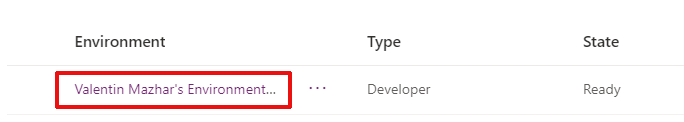 Environment Type State
Valentin Mazhar's Environment... ... Developer Ready